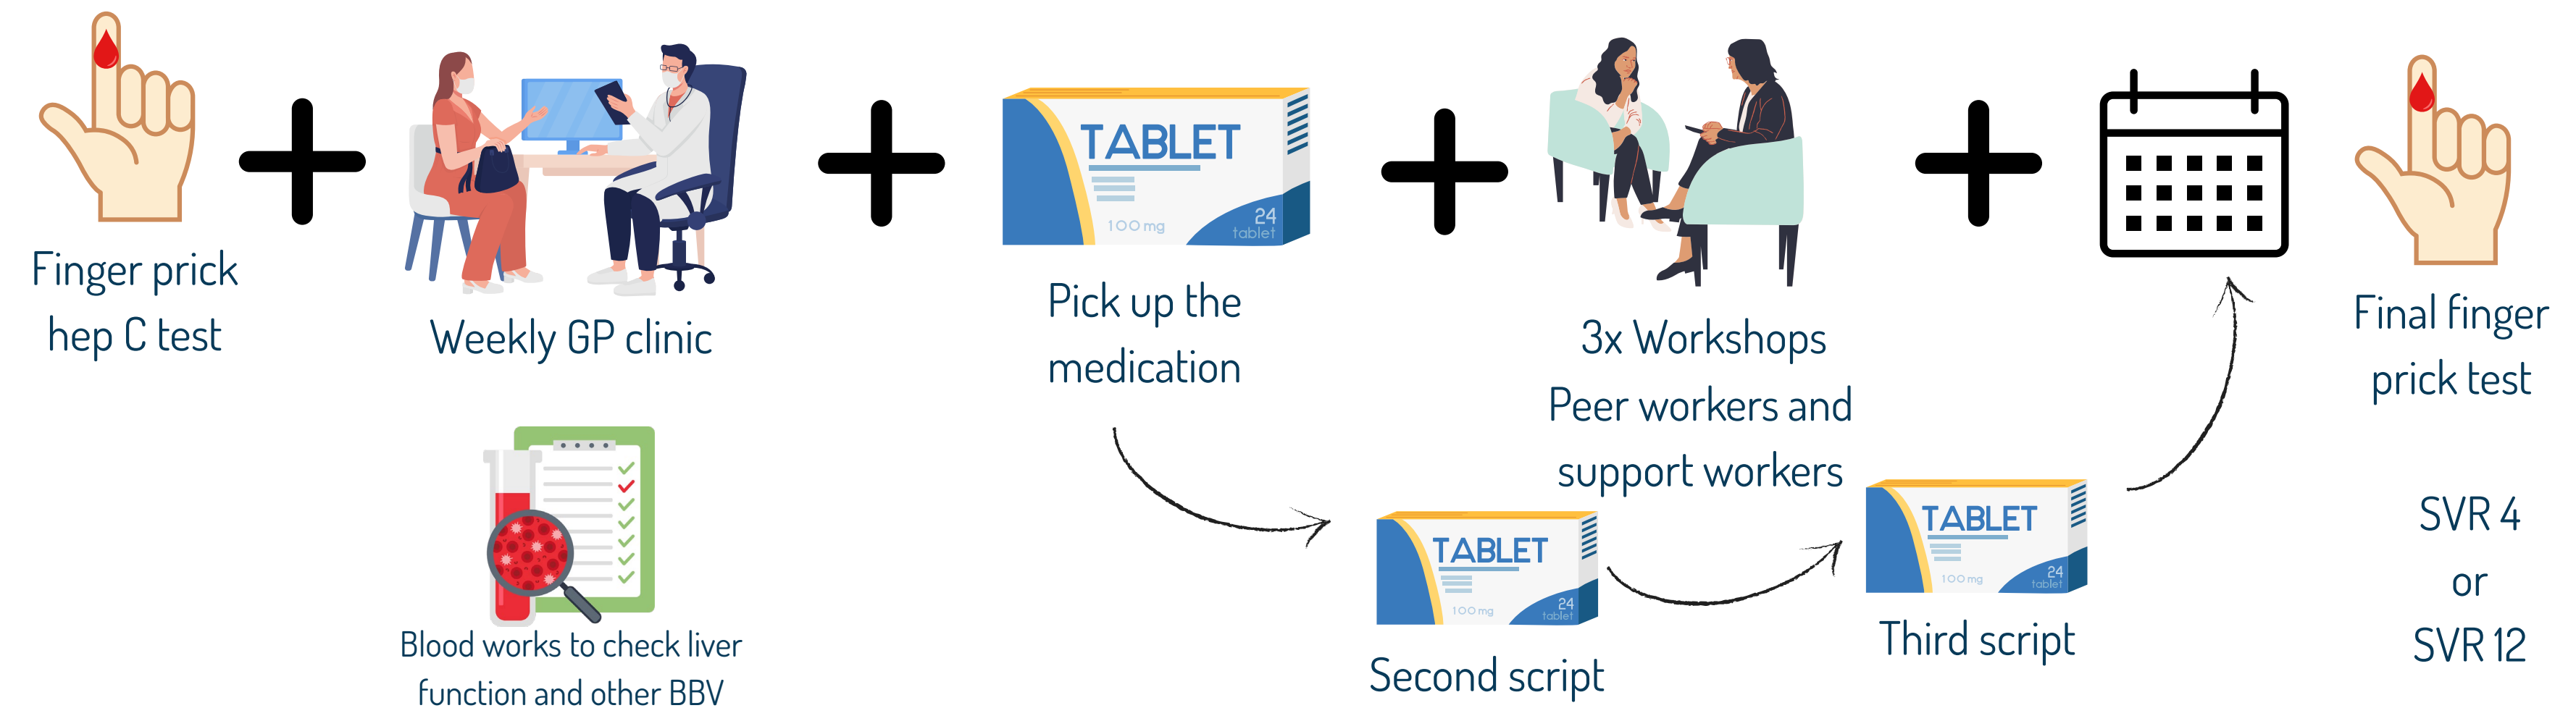 Finger prick
hep C test
Weekly GP clinic
Blood works to check liver
function and other BBV
TABLET
100 mg
24
tablet
Pick up the
medication
3x Workshops
Peer workers and
support workers
TABLET
100 mg
24
tablet
Second script
TABLET
100 mg
24
tablet
Third script
Final finger
prick test
SVR 4
or
SVR 12